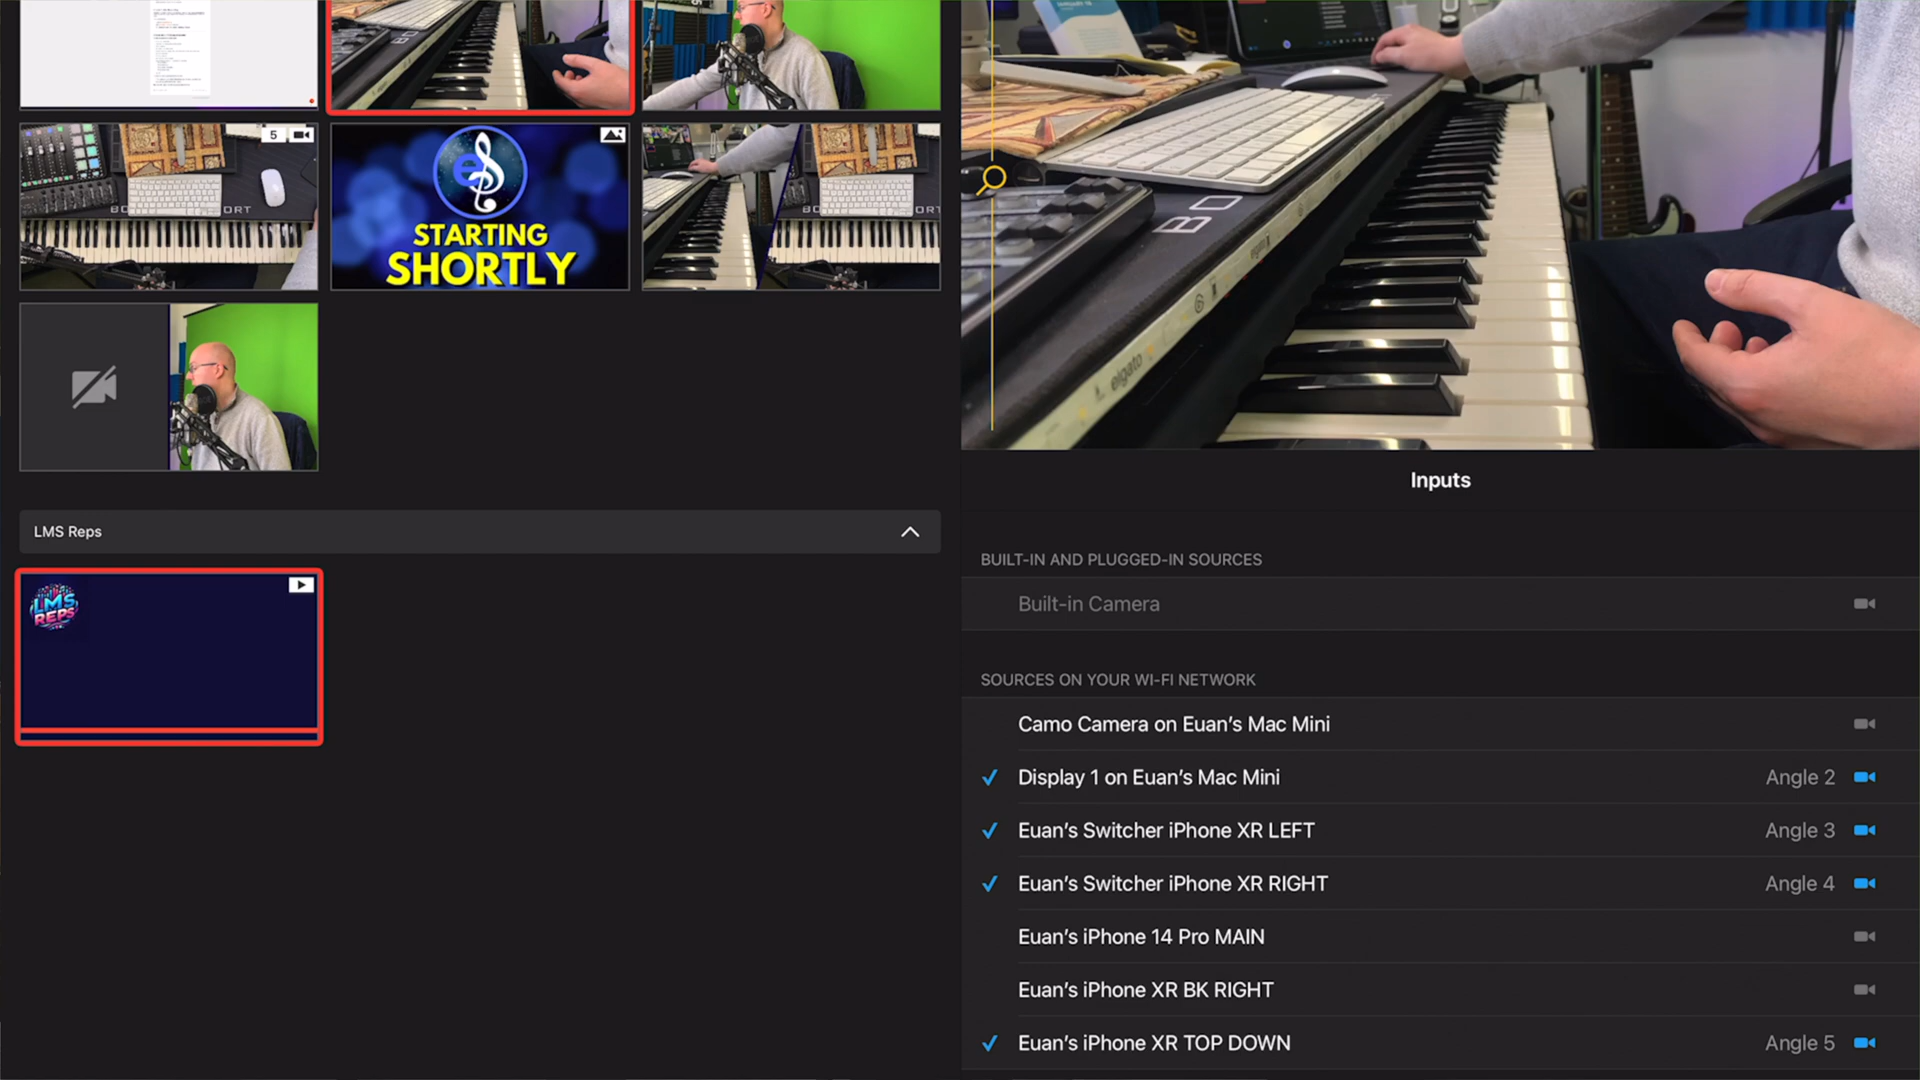 5
STARTING
SHORTLY
LMS Reps
LMS
REPS
elgato
Inputs
BUILT-IN AND PLUGGED-IN SOURCES
Built-in Camera
SOURCES ON YOUR WI-FI NETWORK
Camo Camera on Euan's Mac Mini
Display 1 on Euan's Mac Mini
Angle 2
Euan's Switcher iPhone XR LEFT
Angle 3
Euan's Switcher iPhone XR RIGHT
Angle 4
Euan's iPhone 14 Pro MAIN
Euan's iPhone XR BK RIGHT
Euan's iPhone XR TOP DOWN
Angle 5